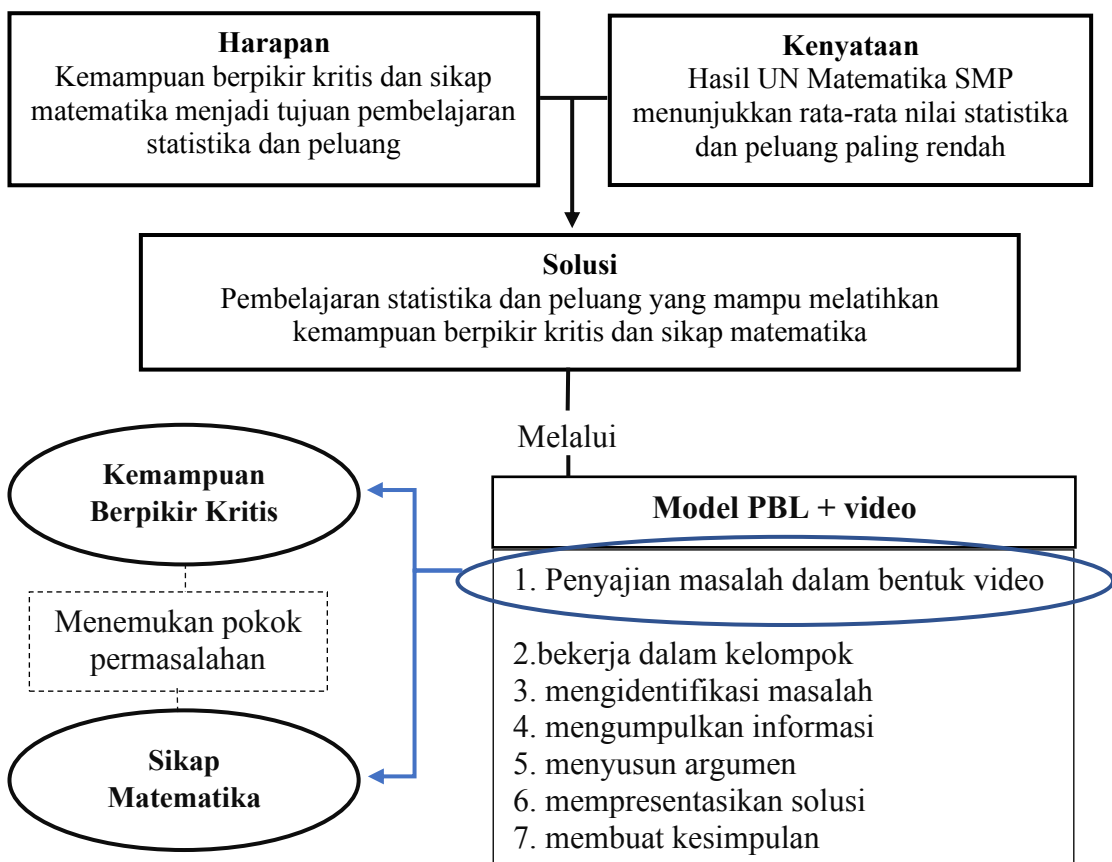 Harapan
Kemampuan berpikir kritis dan sikap
matematika menjadi tujuan pembelajaran
statistika dan peluang
Kenyataan
Hasil UN Matematika SMP
menunjukkan rata-rata nilai statistika
dan peluang paling rendah
Solusi
Pembelajaran statistika dan peluang yang mampu melatihkan
kemampuan berpikir kritis dan sikap matematika
Melalui
Kemampuan
Berpikir Kritis
Menemukan pokok
permasalahan
Sikap
Matematika
Model PBL + video
1. Penyajian masalah dalam bentuk video
2.bekerja dalam kelompok
3. mengidentifikasi masalah
4. mengumpulkan informasi
5. menyusun argumen
6. mempresentasikan solusi
7. membuat kesimpulan